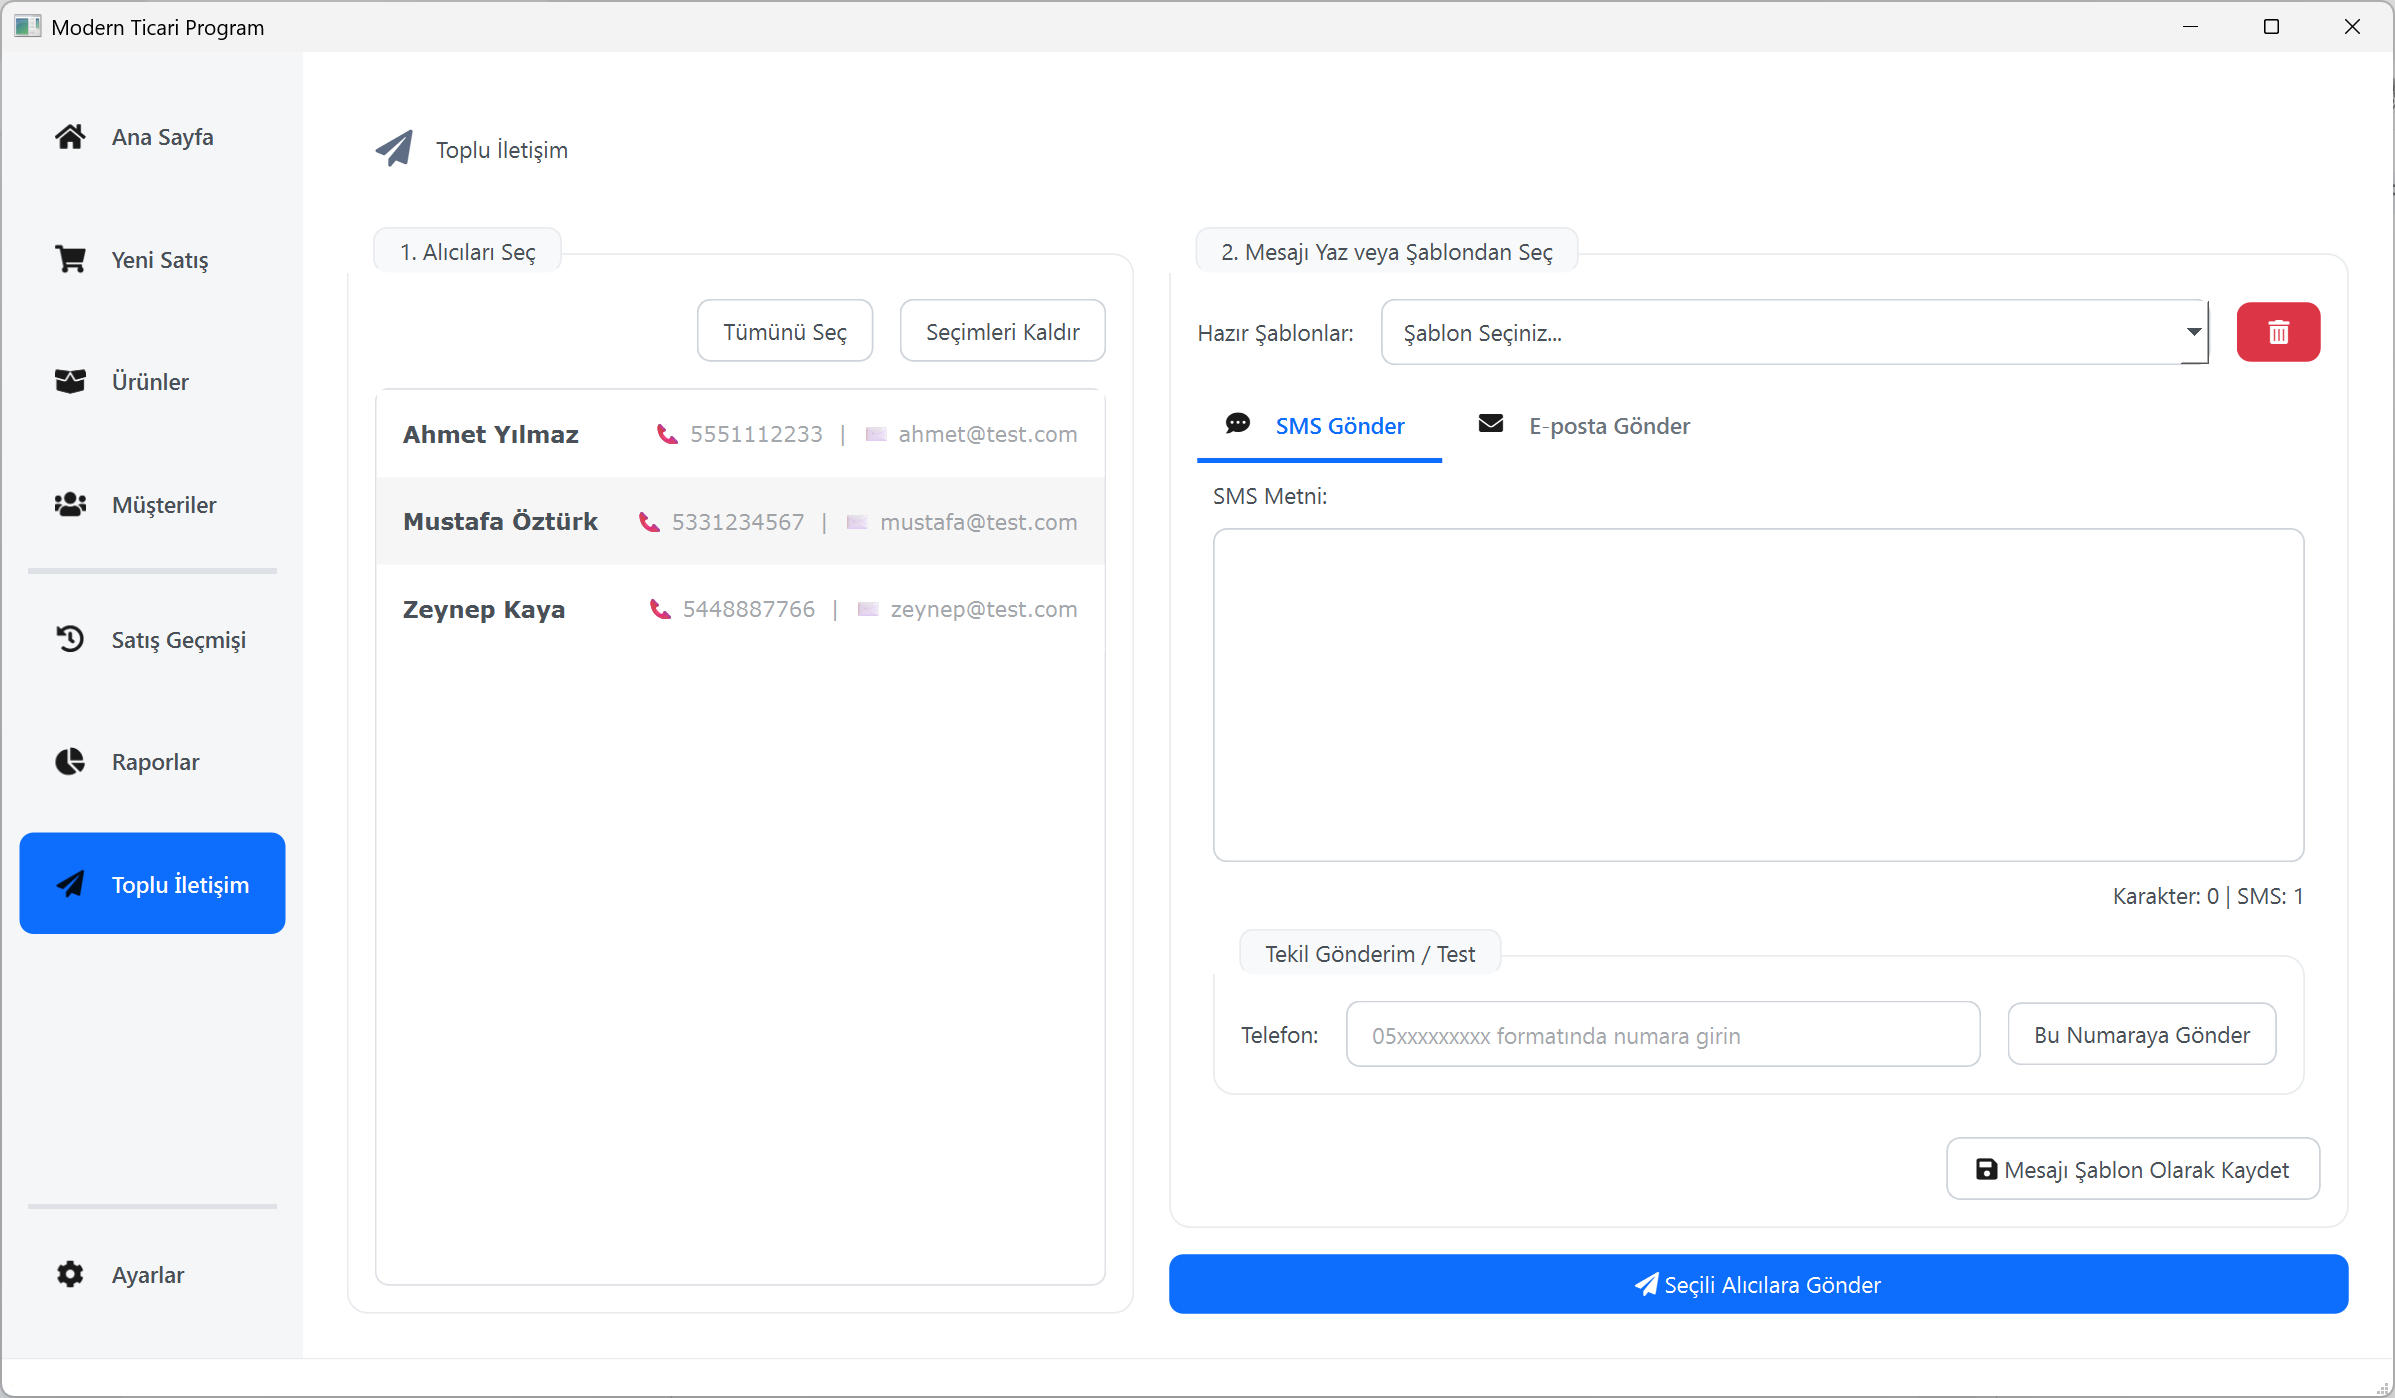 Modern Ticari Program
Ana Sayfa
Yeni Satış
Ürünler
Müşteriler
Satış Geçmişi
Raporlar
Toplu İletişim
Ayarlar
Toplu İletişim
1. Alıcıları Seç
Tümünü Seç
Seçimleri Kaldır
Ahmet Yılmaz 5551112233 | ahmet@test.com
Mustafa Öztürk 5331234567 | mustafa@test.com
Zeynep Kaya 5448887766 | zeynep@test.com
2. Mesajı Yaz veya Şablondan Seç
Hazır Şablonlar: Şablon Seçiniz...
SMS Gönder
E-posta Gönder
SMS Metni:
Karakter: 0 | SMS: 1
Tekil Gönderim / Test
Telefon: 05xxxxxxxxx formatında numara girin
Bu Numaraya Gönder
Mesajı Şablon Olarak Kaydet
Seçili Alıcılara Gönder